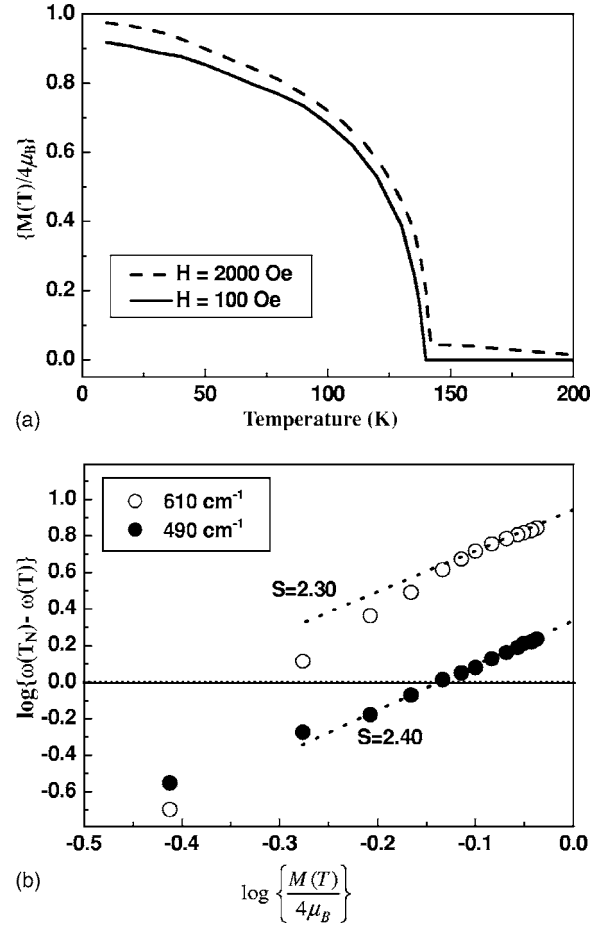 1.0
0.8
0.6
0.4
0.2
0.0
{M(T)/4μ_B}
H = 2000 Oe
H = 100 Oe
0
50
100
150
200
Temperature (K)
(a)
610 cm⁻¹
490 cm⁻¹
1.0
0.8
0.6
0.4
0.2
0.0
-0.2
-0.4
-0.6
log{ω(T_N)- ω(T)}
S=2.30
S=2.40
-0.5
-0.4
-0.3
-0.2
-0.1
0.0
(b)
log {M(T)/4μ_B}